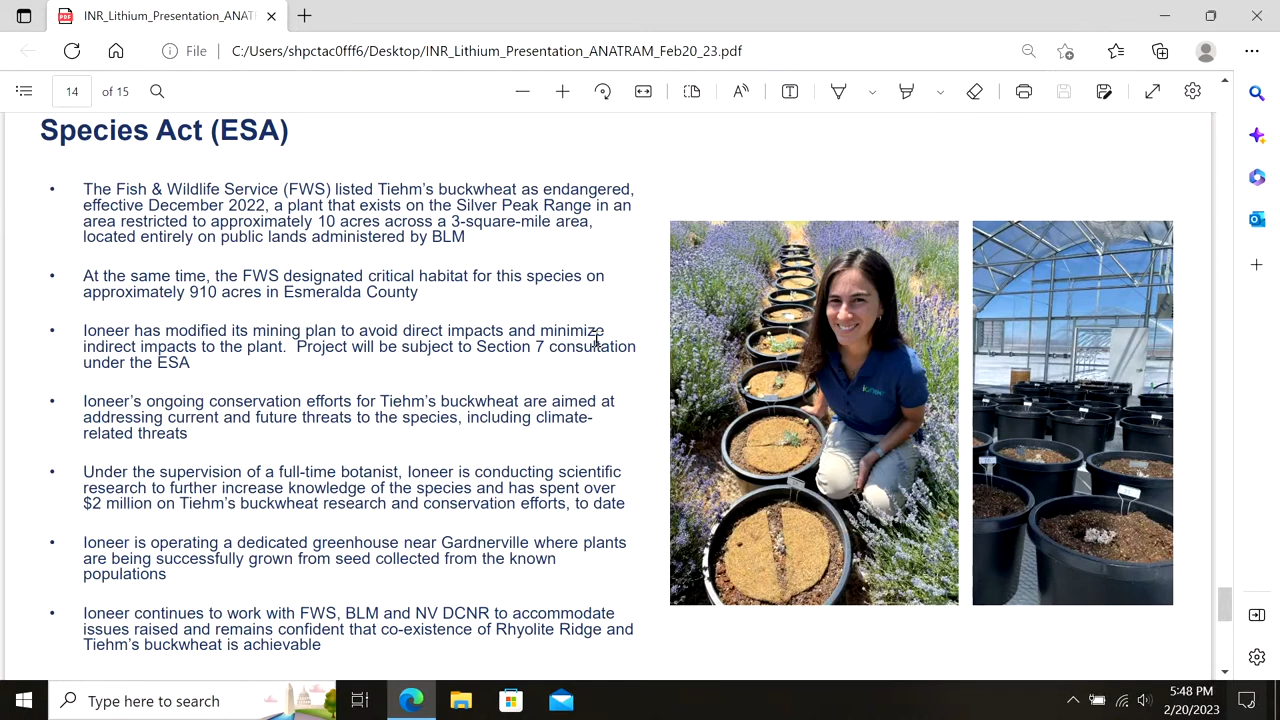 INR_Lithium_Presentation_ANAT
File
C:/Users/shpctac0fff6/Desktop/INR_Lithium_Presentation_ANATRAM_Feb20_23.pdf
14 of 15
Species Act (ESA)
• The Fish & Wildlife Service (FWS) listed Tiehm's buckwheat as endangered,
effective December 2022, a plant that exists on the Silver Peak Range in an
area restricted to approximately 10 acres across a 3-square-mile area,
located entirely on public lands administered by BLM
• At the same time, the FWS designated critical habitat for this species on
approximately 910 acres in Esmeralda County
• Ioneer has modified its mining plan to avoid direct impacts and minimize
indirect impacts to the plant.  Project will be subject to Section 7 consultation
under the ESA
• Ioneer's ongoing conservation efforts for Tiehm's buckwheat are aimed at
addressing current and future threats to the species, including climate-
related threats
• Under the supervision of a full-time botanist, Ioneer is conducting scientific
research to further increase knowledge of the species and has spent over
$2 million on Tiehm's buckwheat research and conservation efforts, to date
• Ioneer is operating a dedicated greenhouse near Gardnerville where plants
are being successfully grown from seed collected from the known
populations
• Ioneer continues to work with FWS, BLM and NV DCNR to accommodate
issues raised and remains confident that co-existence of Rhyolite Ridge and
Tiehm's buckwheat is achievable
ioneer
Type here to search
5:48 PM
2/20/2023